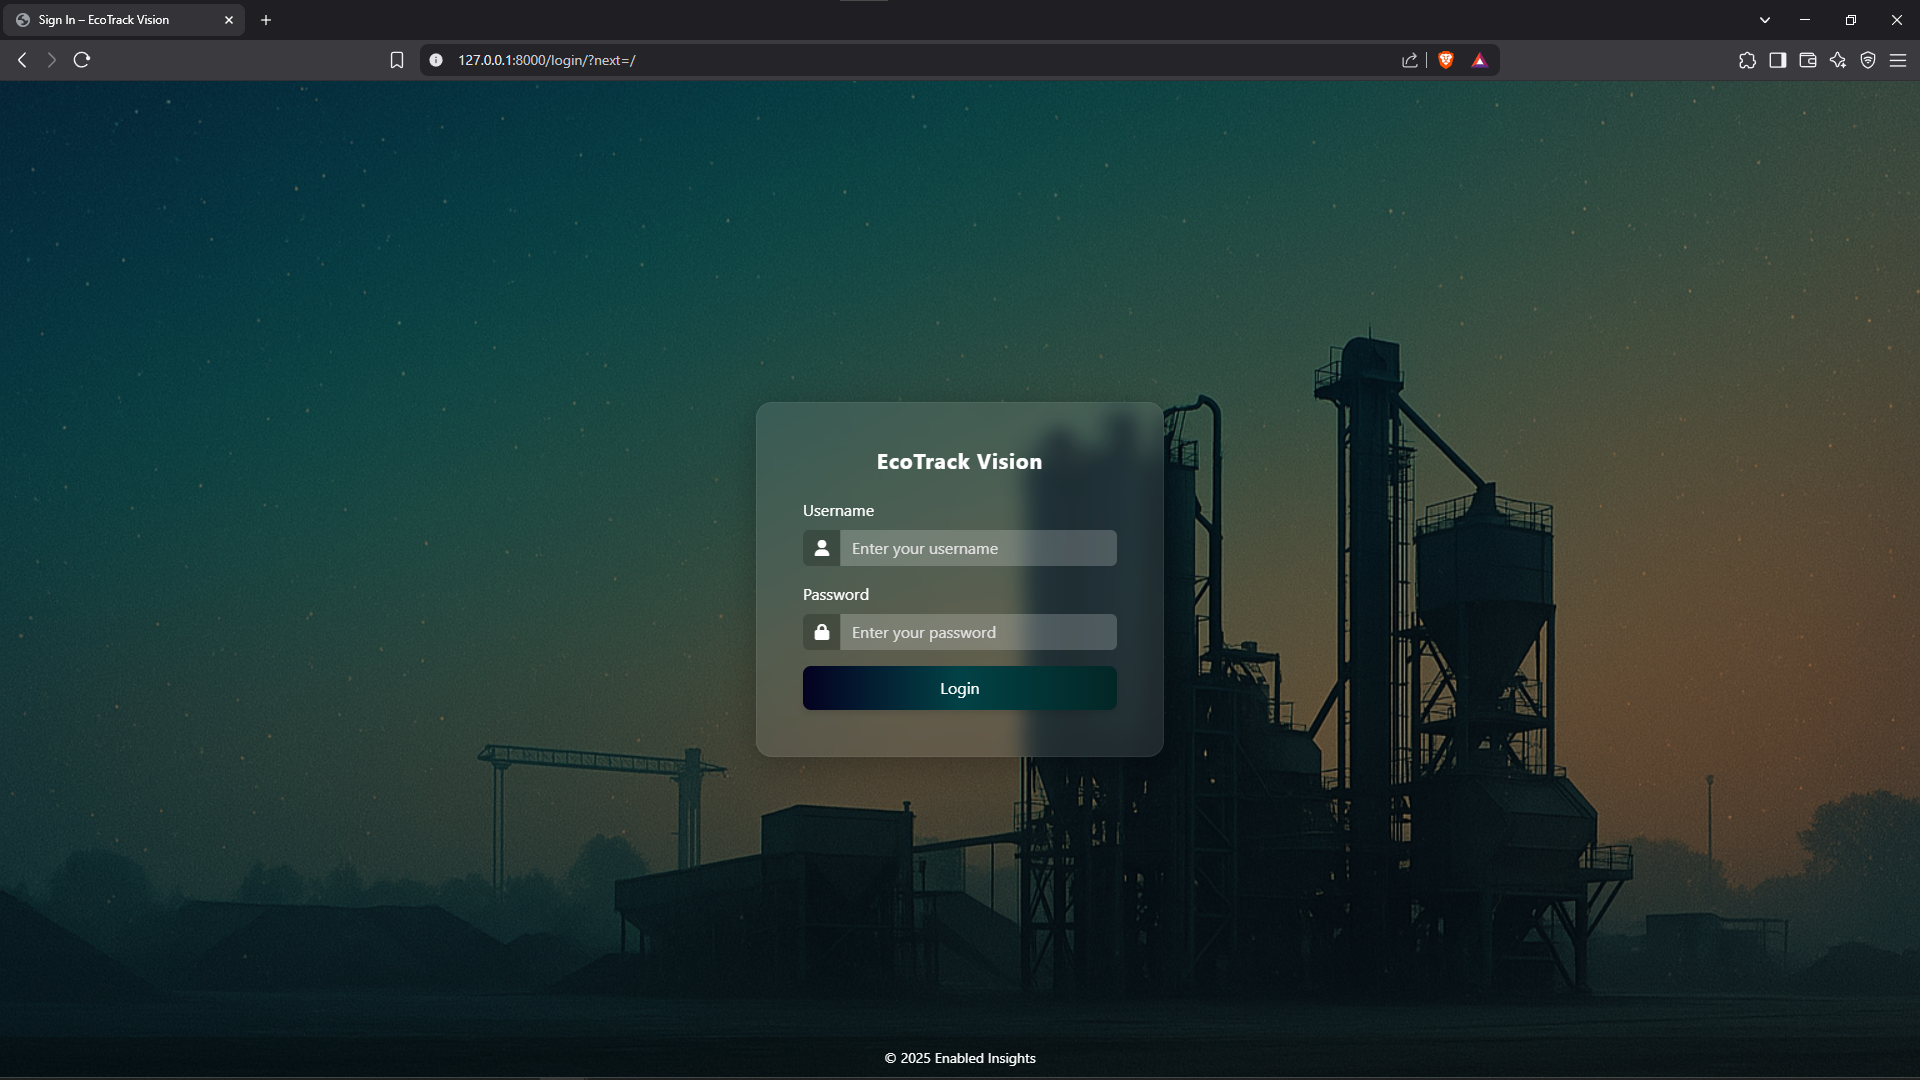 Sign In – EcoTrack Vision
127.0.0.1:8000/login/?next=/
EcoTrack Vision
Username
Enter your username
Password
Enter your password
Login
© 2025 Enabled Insights